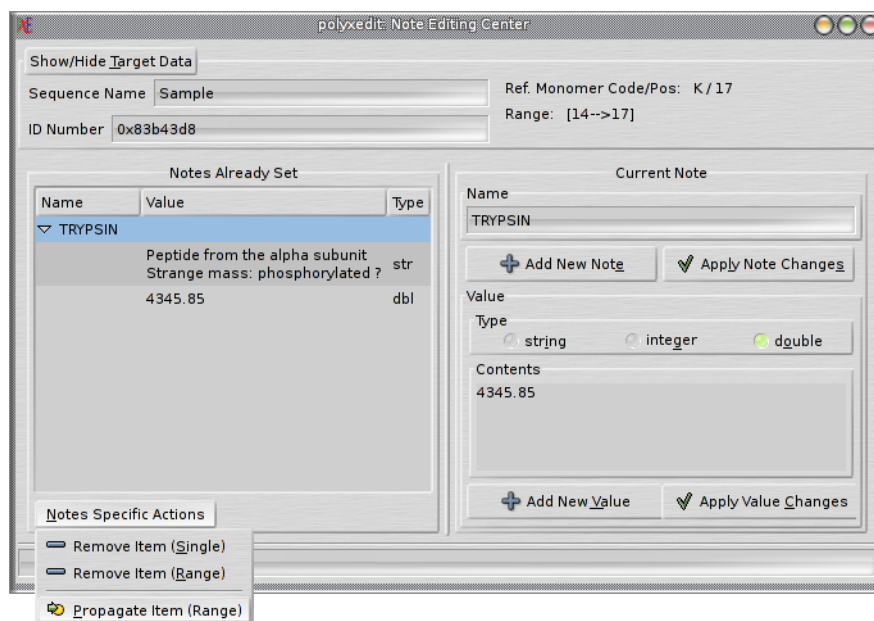 polyxedit: Note Editing Center
Show/Hide Target Data
Sequence Name Sample
Ref. Monomer Code/Pos: K / 17
ID Number 0x83b43d8
Range: [14-->17]
Notes Already Set
Name Value Type
TRYPSIN
Peptide from the alpha subunit
Strange mass: phosphorylated ? str
4345.85 dbl
Notes Specific Actions
Remove Item (Single)
Remove Item (Range)
Propagate Item (Range)
Current Note
Name
TRYPSIN
Add New Note Apply Note Changes
Value
Type
string integer double
Contents
4345.85
Add New Value Apply Value Changes